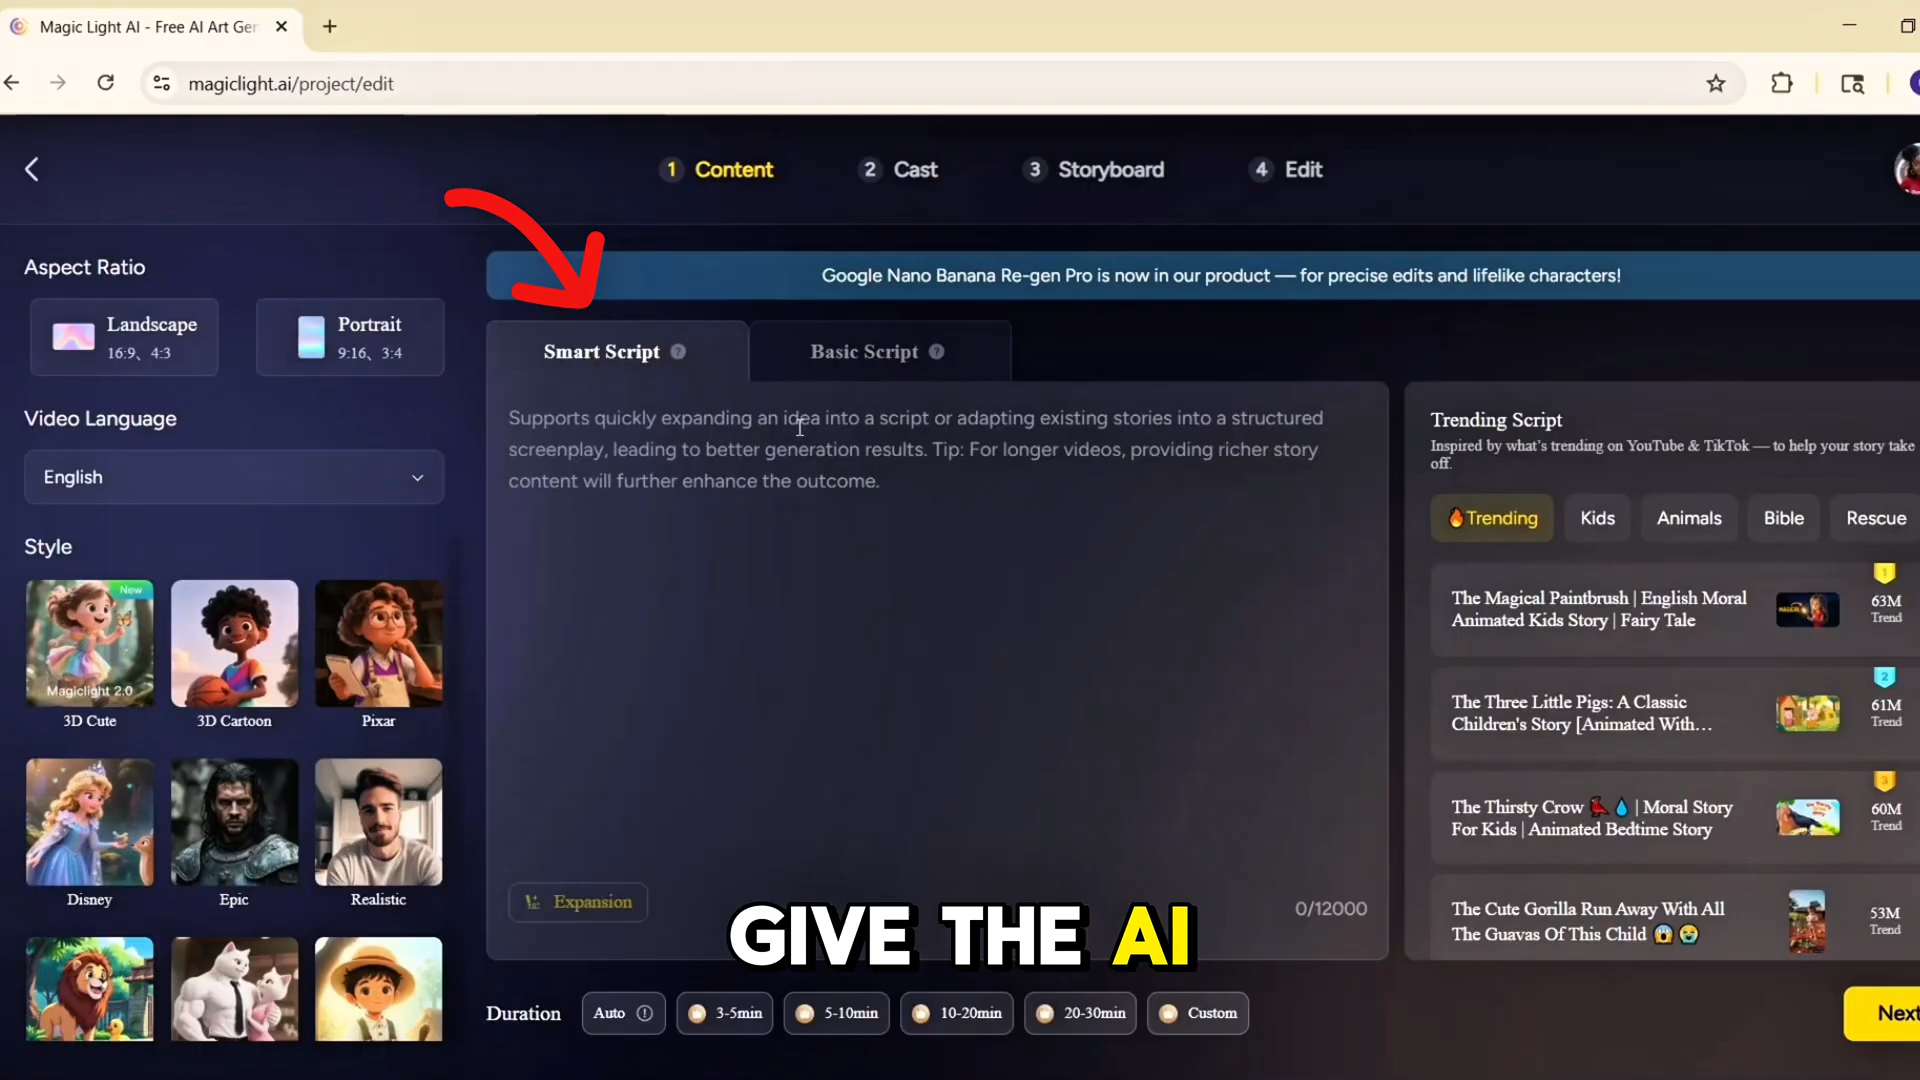 Magic Light AI - Free AI Art Gen
magiclight.ai/project/edit
1 Content
2 Cast
3 Storyboard
4 Edit
Aspect Ratio
Landscape
16:9、4:3
Portrait
9:16、3:4
Video Language
English
Style
New
Magiclight 2.0
3D Cute
3D Cartoon
Pixar
Disney
Epic
Realistic
Google Nano Banana Re-gen Pro is now in our product — for precise edits and lifelike characters!
Smart Script ?
Basic Script ?
Supports quickly expanding an idea into a script or adapting existing stories into a structured
screenplay, leading to better generation results. Tip: For longer videos, providing richer story
content will further enhance the outcome.
Expansion
0/12000
GIVE THE AI
Duration
Auto
3-5min
5-10min
10-20min
20-30min
Custom
Trending Script
Inspired by what's trending on YouTube & TikTok — to help your story take
off.
🔥Trending
Kids
Animals
Bible
Rescue
The Magical Paintbrush | English Moral
Animated Kids Story | Fairy Tale
1
63M
Trend
The Three Little Pigs: A Classic
Children's Story [Animated With...
2
61M
Trend
The Thirsty Crow 🐦💧 | Moral Story
For Kids | Animated Bedtime Story
3
60M
Trend
The Cute Gorilla Run Away With All
The Guavas Of This Child 😱😭
53M
Trend
Next